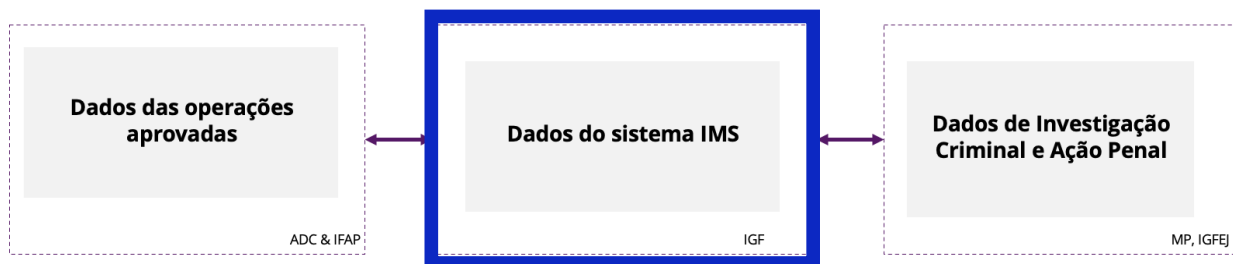 Dados das operações
aprovadas
ADC & IFAP
Dados do sistema IMS
IGF
Dados de Investigação
Criminal e Ação Penal
MP, IGFEJ